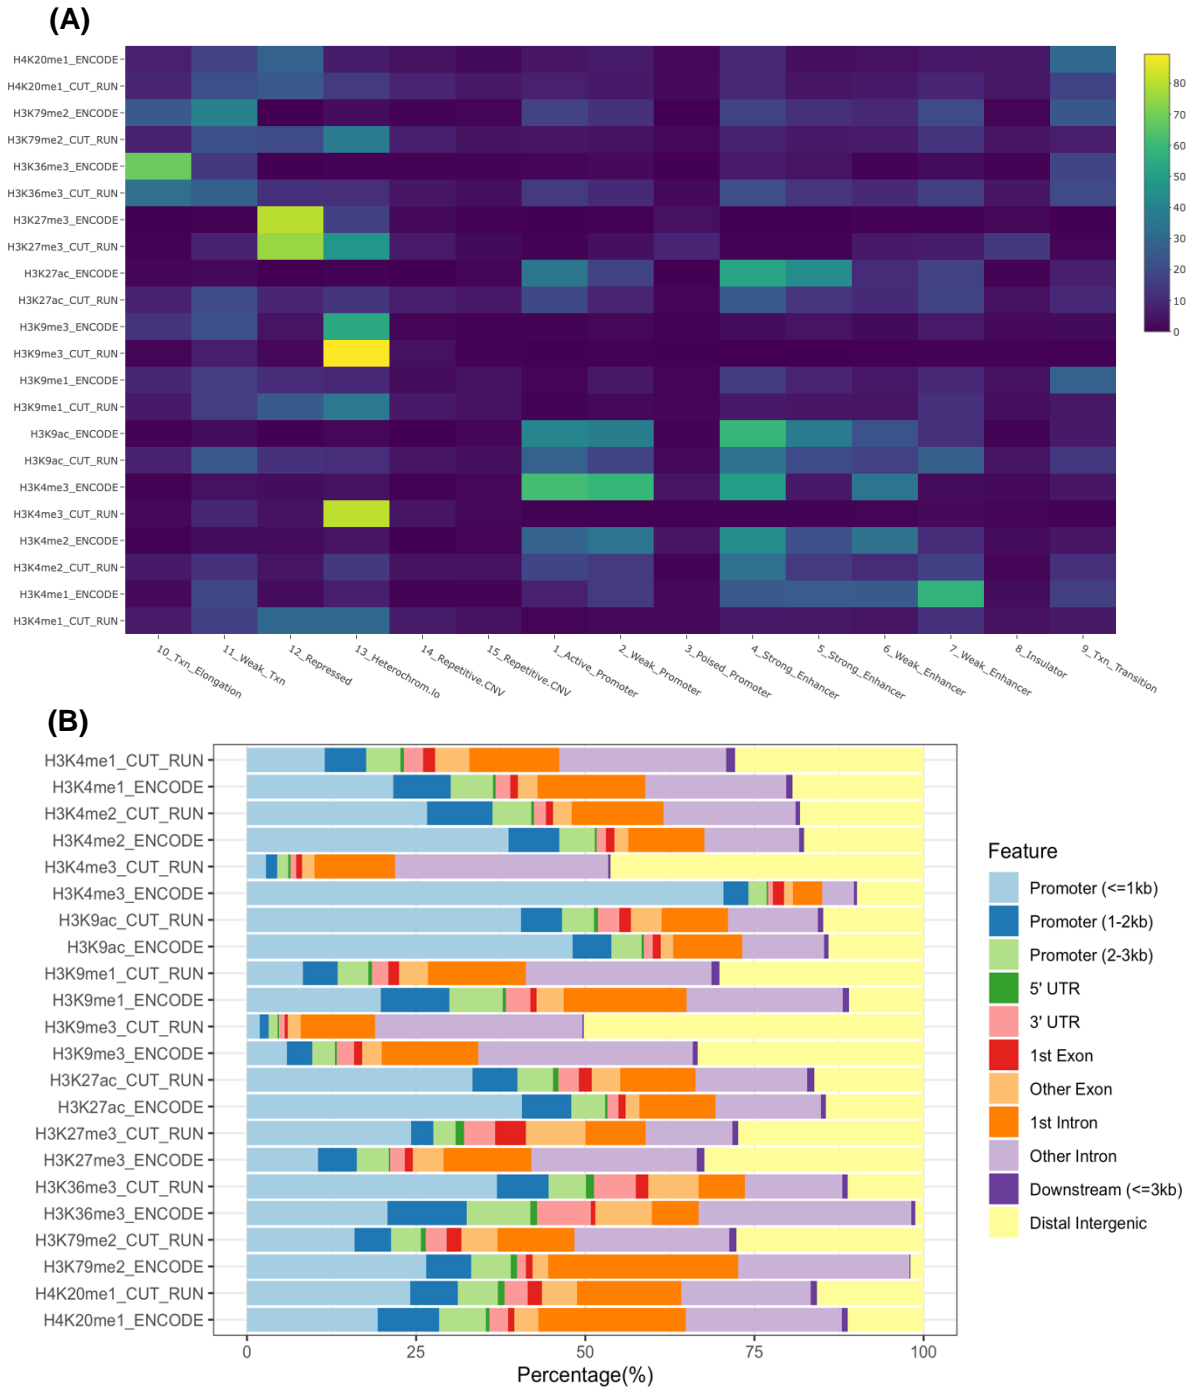 (A)
H4K20me1_ENCODE
H4K20me1_CUT_RUN
H3K79me2_ENCODE
H3K79me2_CUT_RUN
H3K36me3_ENCODE
H3K36me3_CUT_RUN
H3K27me3_ENCODE
H3K27me3_CUT_RUN
H3K27ac_ENCODE
H3K27ac_CUT_RUN
H3K9me3_ENCODE
H3K9me3_CUT_RUN
H3K9me1_ENCODE
H3K9me1_CUT_RUN
H3K9ac_ENCODE
H3K9ac_CUT_RUN
H3K4me3_ENCODE
H3K4me3_CUT_RUN
H3K4me2_ENCODE
H3K4me2_CUT_RUN
H3K4me1_ENCODE
H3K4me1_CUT_RUN
80
70
60
50
40
30
20
10
0
10_Txn_Elongation
11_Weak_Txn
12_Repressed
13_Heterochrom.lo
14_Repetitive.CNV
15_Repetitive.CNV
1_Active_Promoter
2_Weak_Promoter
3_Poised_Promoter
4_Strong_Enhancer
5_Strong_Enhancer
6_Weak_Enhancer
7_Weak_Enhancer
8_Insulator
9_Txn_Transition
(B)
H3K4me1_CUT_RUN
H3K4me1_ENCODE
H3K4me2_CUT_RUN
H3K4me2_ENCODE
H3K4me3_CUT_RUN
H3K4me3_ENCODE
H3K9ac_CUT_RUN
H3K9ac_ENCODE
H3K9me1_CUT_RUN
H3K9me1_ENCODE
H3K9me3_CUT_RUN
H3K9me3_ENCODE
H3K27ac_CUT_RUN
H3K27ac_ENCODE
H3K27me3_CUT_RUN
H3K27me3_ENCODE
H3K36me3_CUT_RUN
H3K36me3_ENCODE
H3K79me2_CUT_RUN
H3K79me2_ENCODE
H4K20me1_CUT_RUN
H4K20me1_ENCODE
0 25 50 75 100
Percentage(%)
Feature
Promoter (<=1kb)
Promoter (1-2kb)
Promoter (2-3kb)
5' UTR
3' UTR
1st Exon
Other Exon
1st Intron
Other Intron
Downstream (<=3kb)
Distal Intergenic